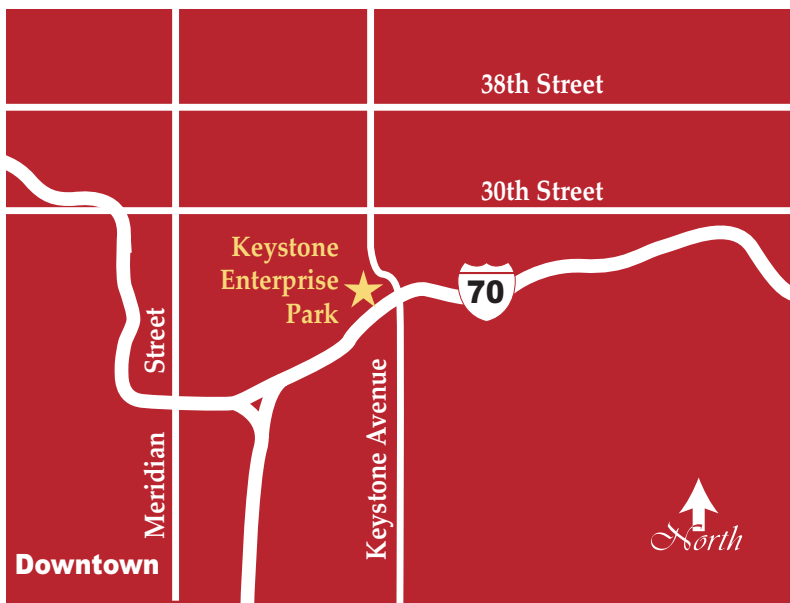 38th Street
30th Street
Keystone
Enterprise
Park
70
Meridian Street
Keystone Avenue
North
Downtown